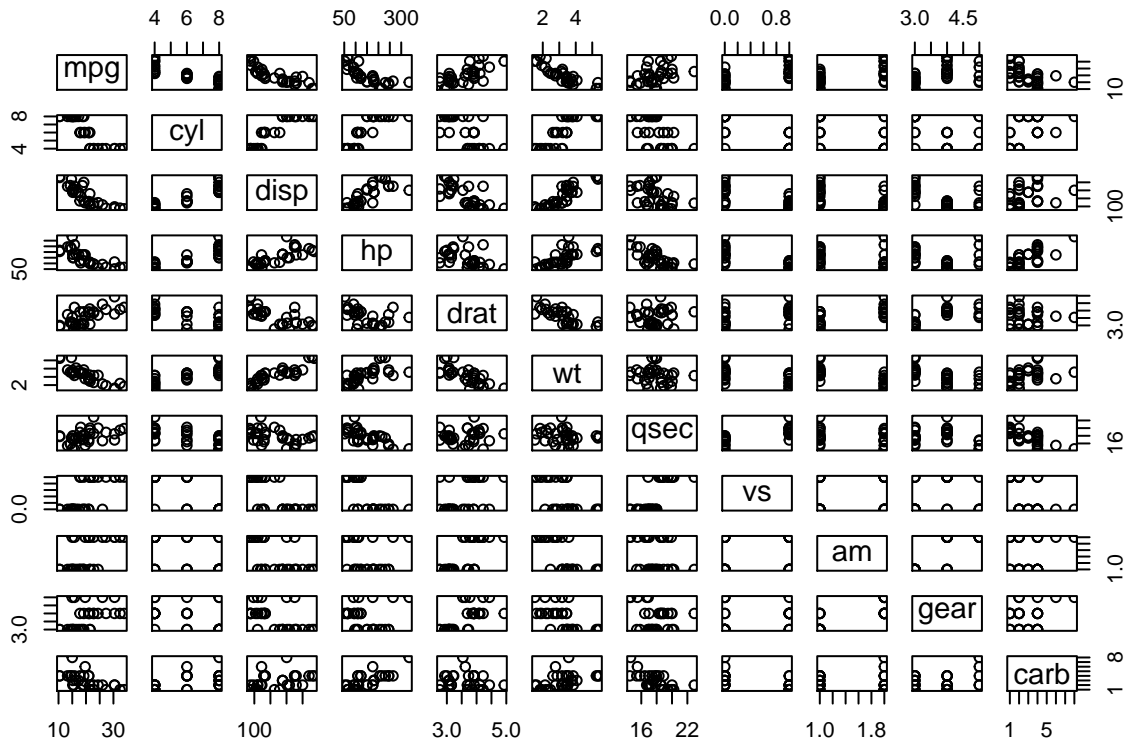 4 6 8 50 300 2 4 0.0 0.8 3.0 4.5
mpg 10
4 8 cyl
disp 100
50 hp
drat 3.0
2 wt
qsec 16
0.0 vs
am 1.0
3.0 gear
carb 1 8
10 30 100 3.0 5.0 16 22 1.0 1.8 1 5